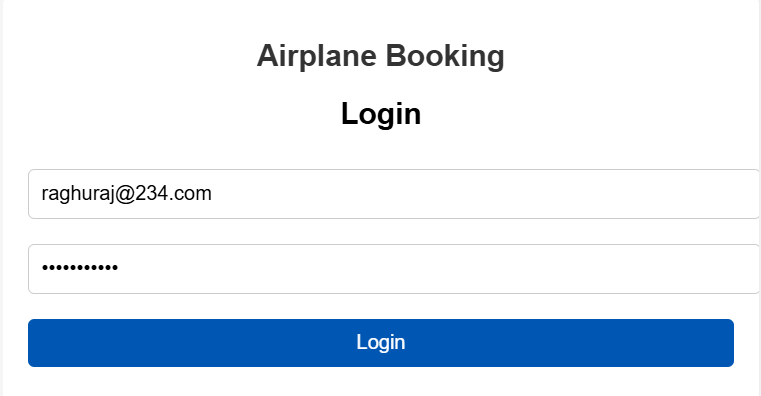 Airplane Booking
Login
raghuraj@234.com
•••••••••••
Login